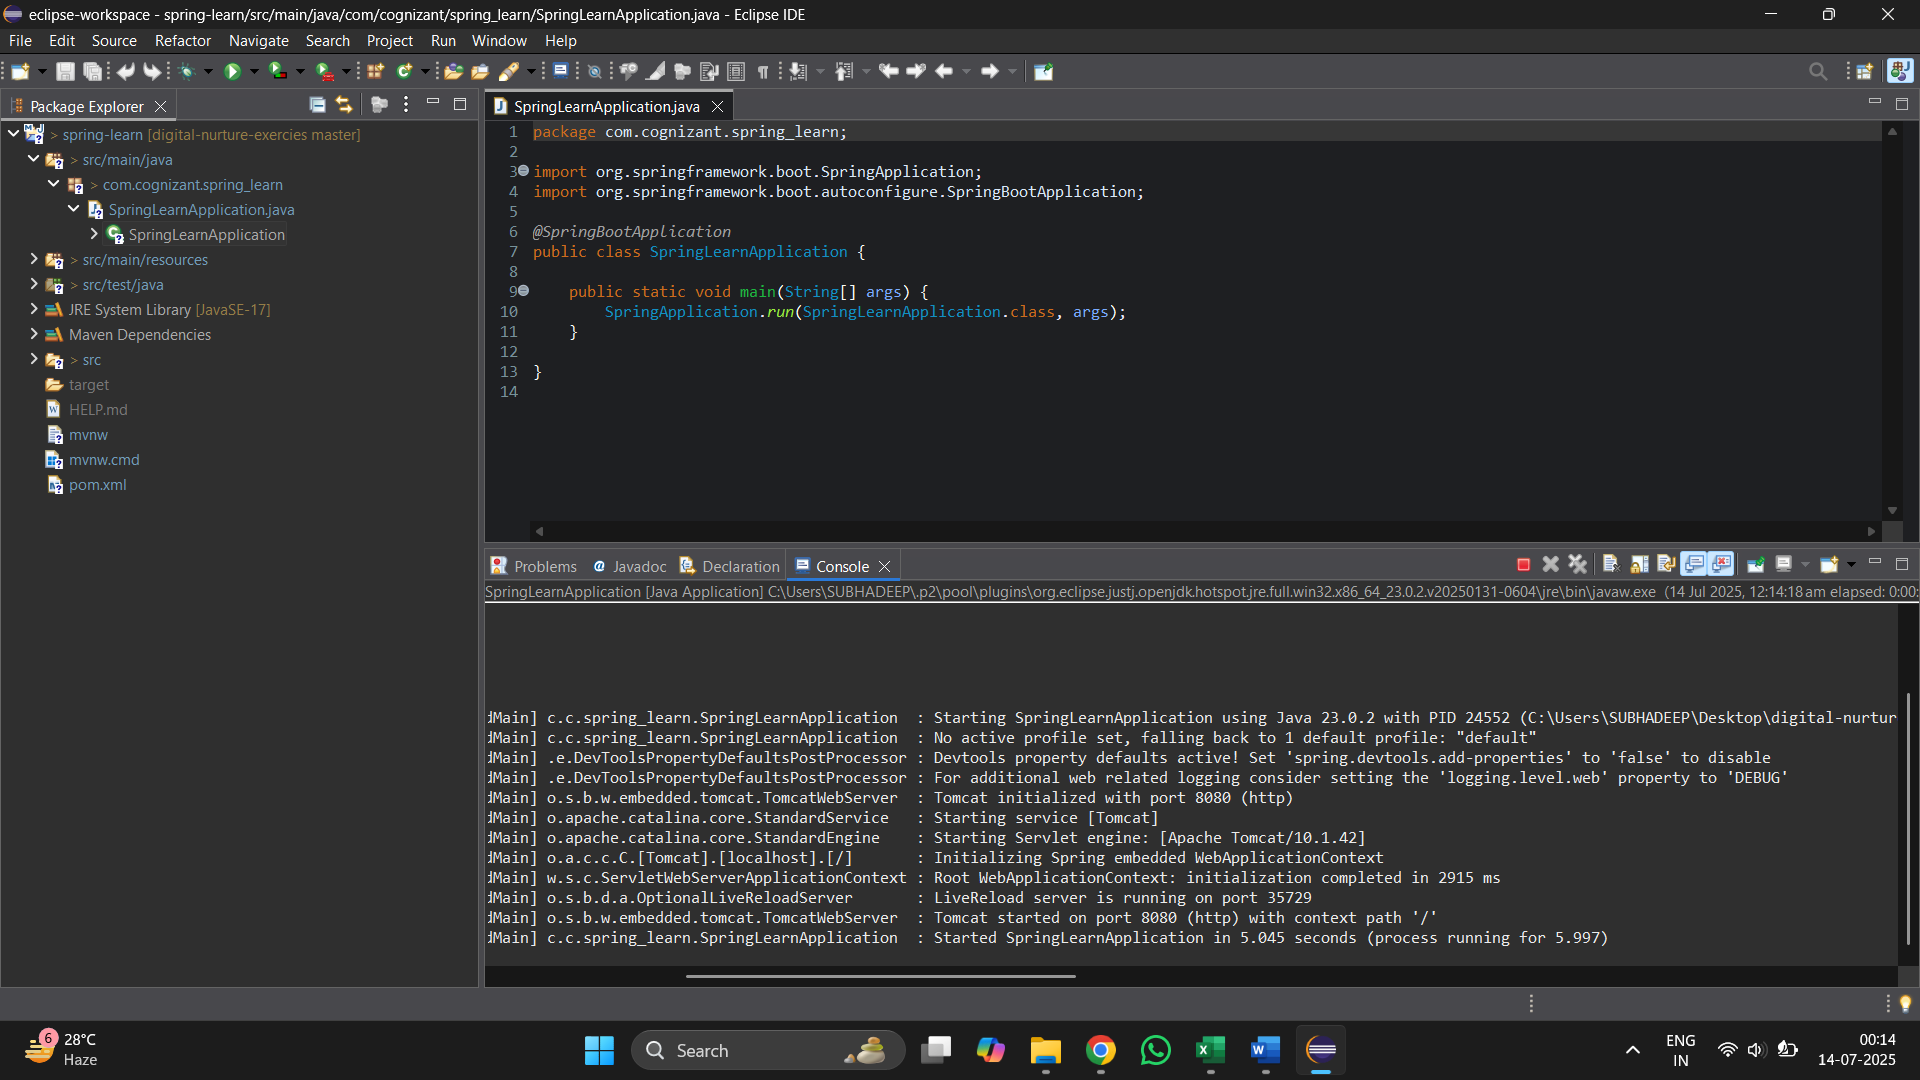 eclipse-workspace - spring-learn/src/main/java/com/cognizant/spring_learn/SpringLearnApplication.java - Eclipse IDE
File Edit Source Refactor Navigate Search Project Run Window Help
Package Explorer
> spring-learn [digital-nurture-exercies master]
> src/main/java
> com.cognizant.spring_learn
SpringLearnApplication.java
SpringLearnApplication
> src/main/resources
> src/test/java
JRE System Library [JavaSE-17]
Maven Dependencies
> src
target
HELP.md
mvnw
mvnw.cmd
pom.xml
SpringLearnApplication.java
1 package com.cognizant.spring_learn;
2
3 import org.springframework.boot.SpringApplication;
4 import org.springframework.boot.autoconfigure.SpringBootApplication;
5
6 @SpringBootApplication
7 public class SpringLearnApplication {
8
9 public static void main(String[] args) {
10 SpringApplication.run(SpringLearnApplication.class, args);
11 }
12
13 }
14
Problems Javadoc Declaration Console
SpringLearnApplication [Java Application] C:\Users\SUBHADEEP\.p2\pool\plugins\org.eclipse.justj.openjdk.hotspot.jre.full.win32.x86_64_23.0.2.v20250131-0604\jre\bin\javaw.exe (14 Jul 2025, 12:14:18 am elapsed: 0:00:
dMain] c.c.spring_learn.SpringLearnApplication : Starting SpringLearnApplication using Java 23.0.2 with PID 24552 (C:\Users\SUBHADEEP\Desktop\digital-nurtur
dMain] c.c.spring_learn.SpringLearnApplication : No active profile set, falling back to 1 default profile: "default"
dMain] .e.DevToolsPropertyDefaultsPostProcessor : Devtools property defaults active! Set 'spring.devtools.add-properties' to 'false' to disable
dMain] .e.DevToolsPropertyDefaultsPostProcessor : For additional web related logging consider setting the 'logging.level.web' property to 'DEBUG'
dMain] o.s.b.w.embedded.tomcat.TomcatWebServer : Tomcat initialized with port 8080 (http)
dMain] o.apache.catalina.core.StandardService : Starting service [Tomcat]
dMain] o.apache.catalina.core.StandardEngine : Starting Servlet engine: [Apache Tomcat/10.1.42]
dMain] o.a.c.c.C.[Tomcat].[localhost].[/] : Initializing Spring embedded WebApplicationContext
dMain] w.s.c.ServletWebServerApplicationContext : Root WebApplicationContext: initialization completed in 2915 ms
dMain] o.s.b.d.a.OptionalLiveReloadServer : LiveReload server is running on port 35729
dMain] o.s.b.w.embedded.tomcat.TomcatWebServer : Tomcat started on port 8080 (http) with context path '/'
dMain] c.c.spring_learn.SpringLearnApplication : Started SpringLearnApplication in 5.045 seconds (process running for 5.997)
6
28°C
Haze
Search
ENG
IN
00:14
14-07-2025